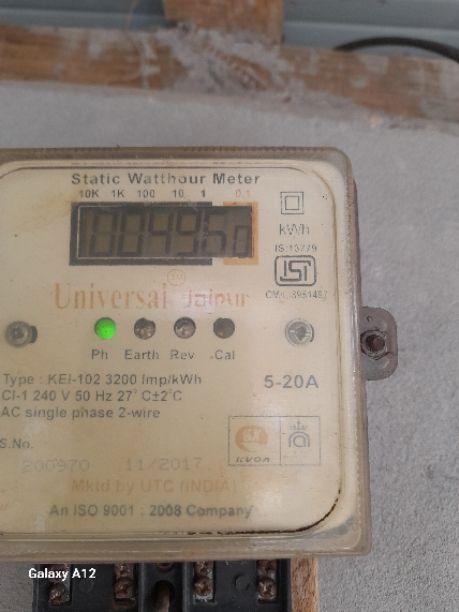 Static Watthour Meter
10K 1K 100 10 1 0.1
kWh
IS:13779
Universal Jaipur
TM
Ph Earth Rev Cal
Type : KEI-102 3200 Imp/kWh
5-20A
Cl-1 240 V 50 Hz 27°C±2°C
AC single phase 2-wire
S.No.
200970 11/2017
Mktd by UTC (INDIA)
An ISO 9001 : 2008 Company
Galaxy A12